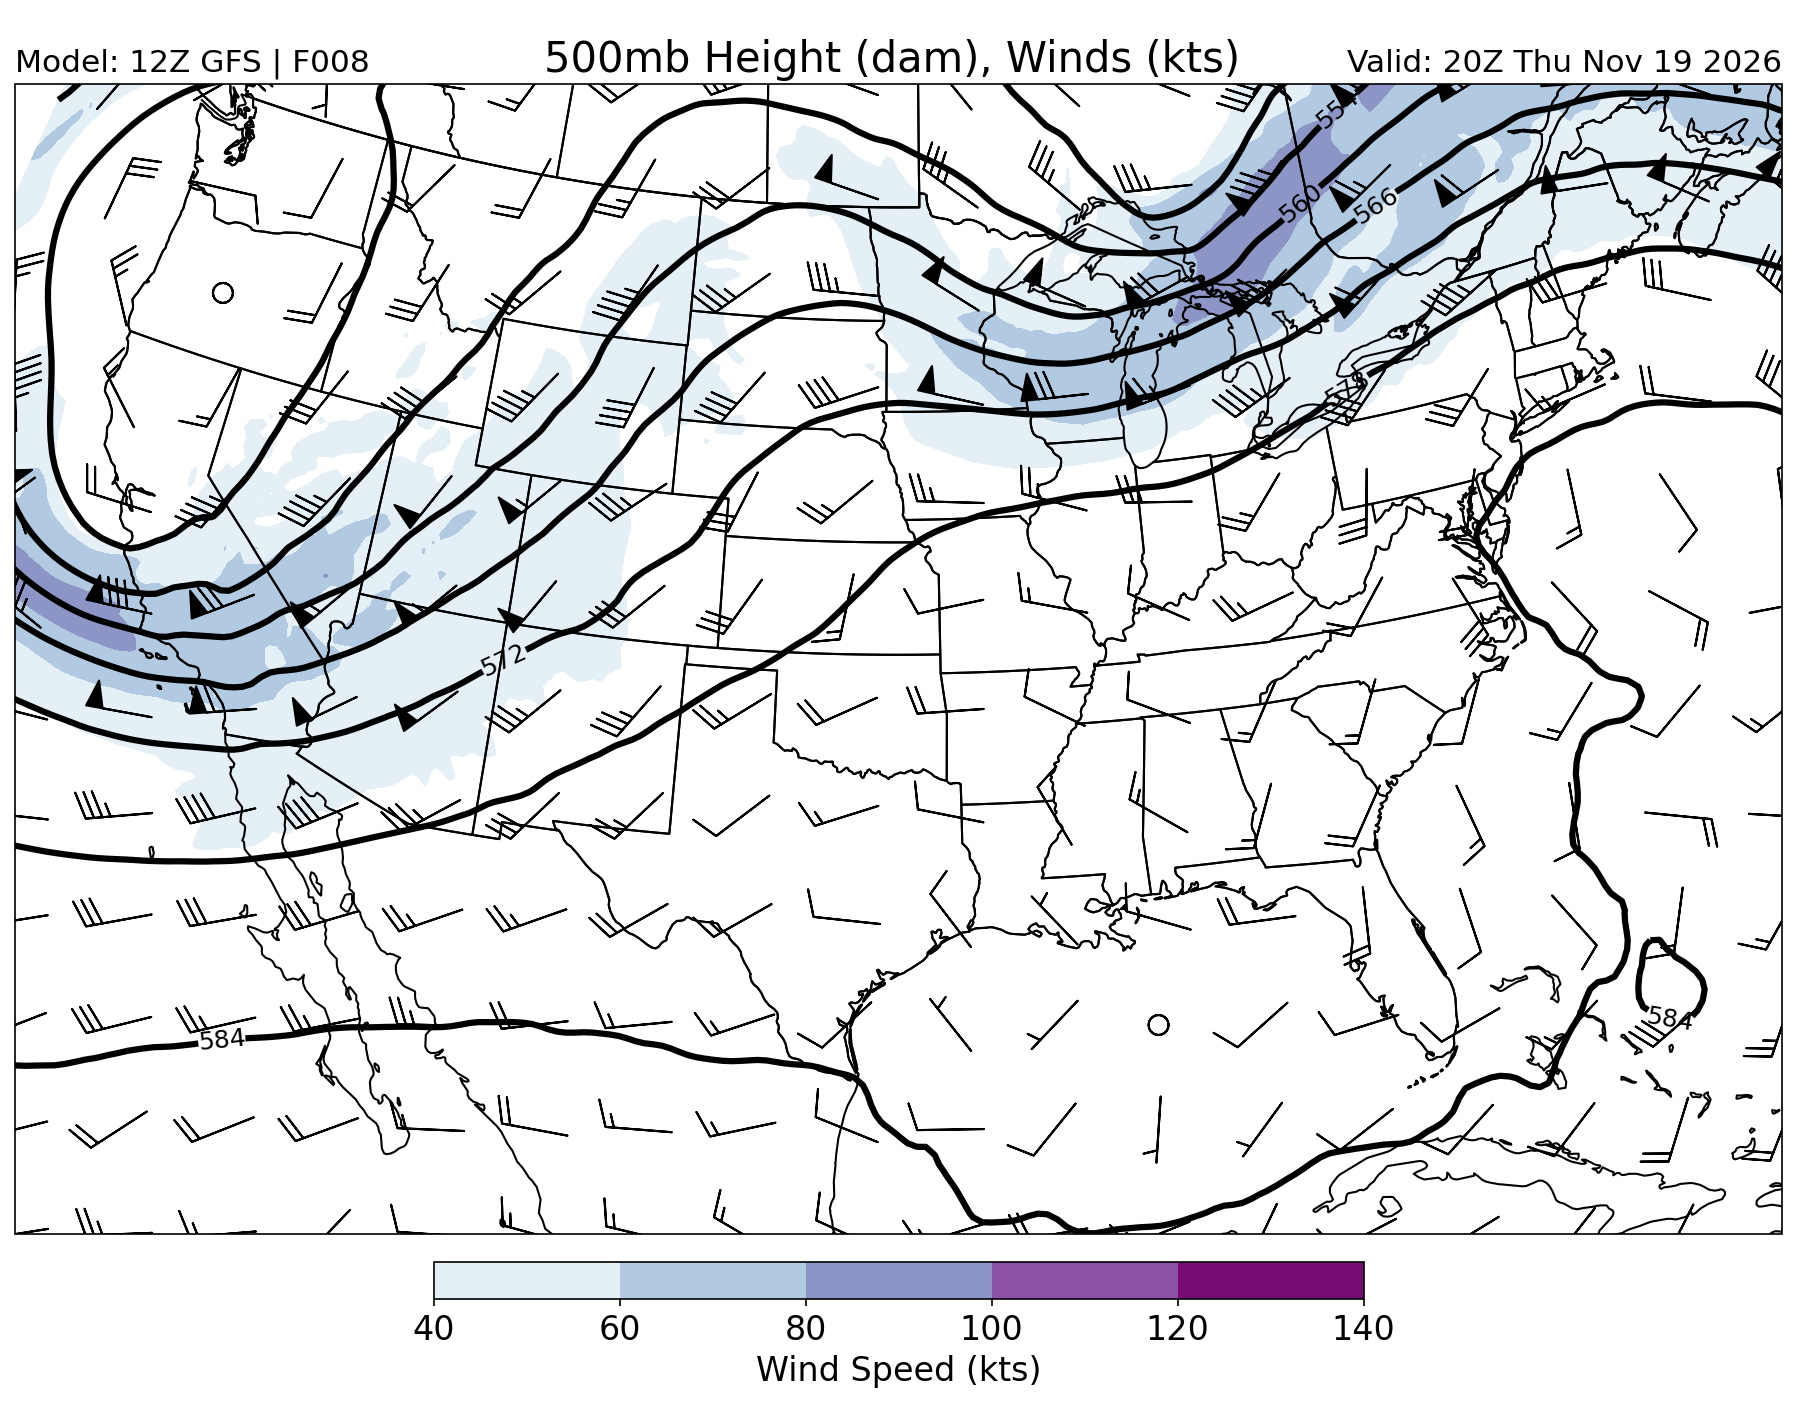 Model: 12Z GFS | F008
500mb Height (dam), Winds (kts)
Valid: 20Z Thu Nov 19 2026
554
560
566
578
572
584
584
40 60 80 100 120 140
Wind Speed (kts)